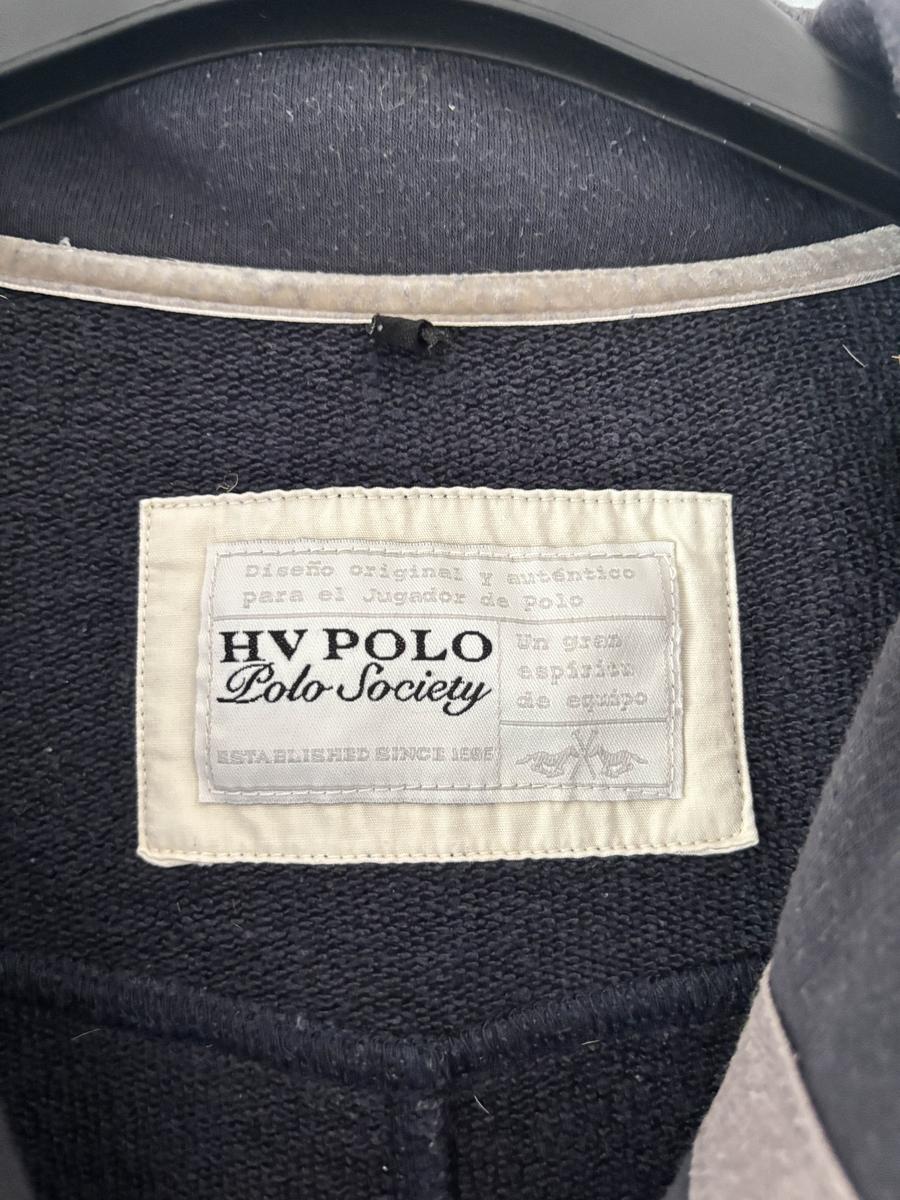 Diseño original y auténtico
para el Jugador de Polo
HV POLO
Polo Society
Un gran
espíritu
de equipo
ESTABLISHED SINCE